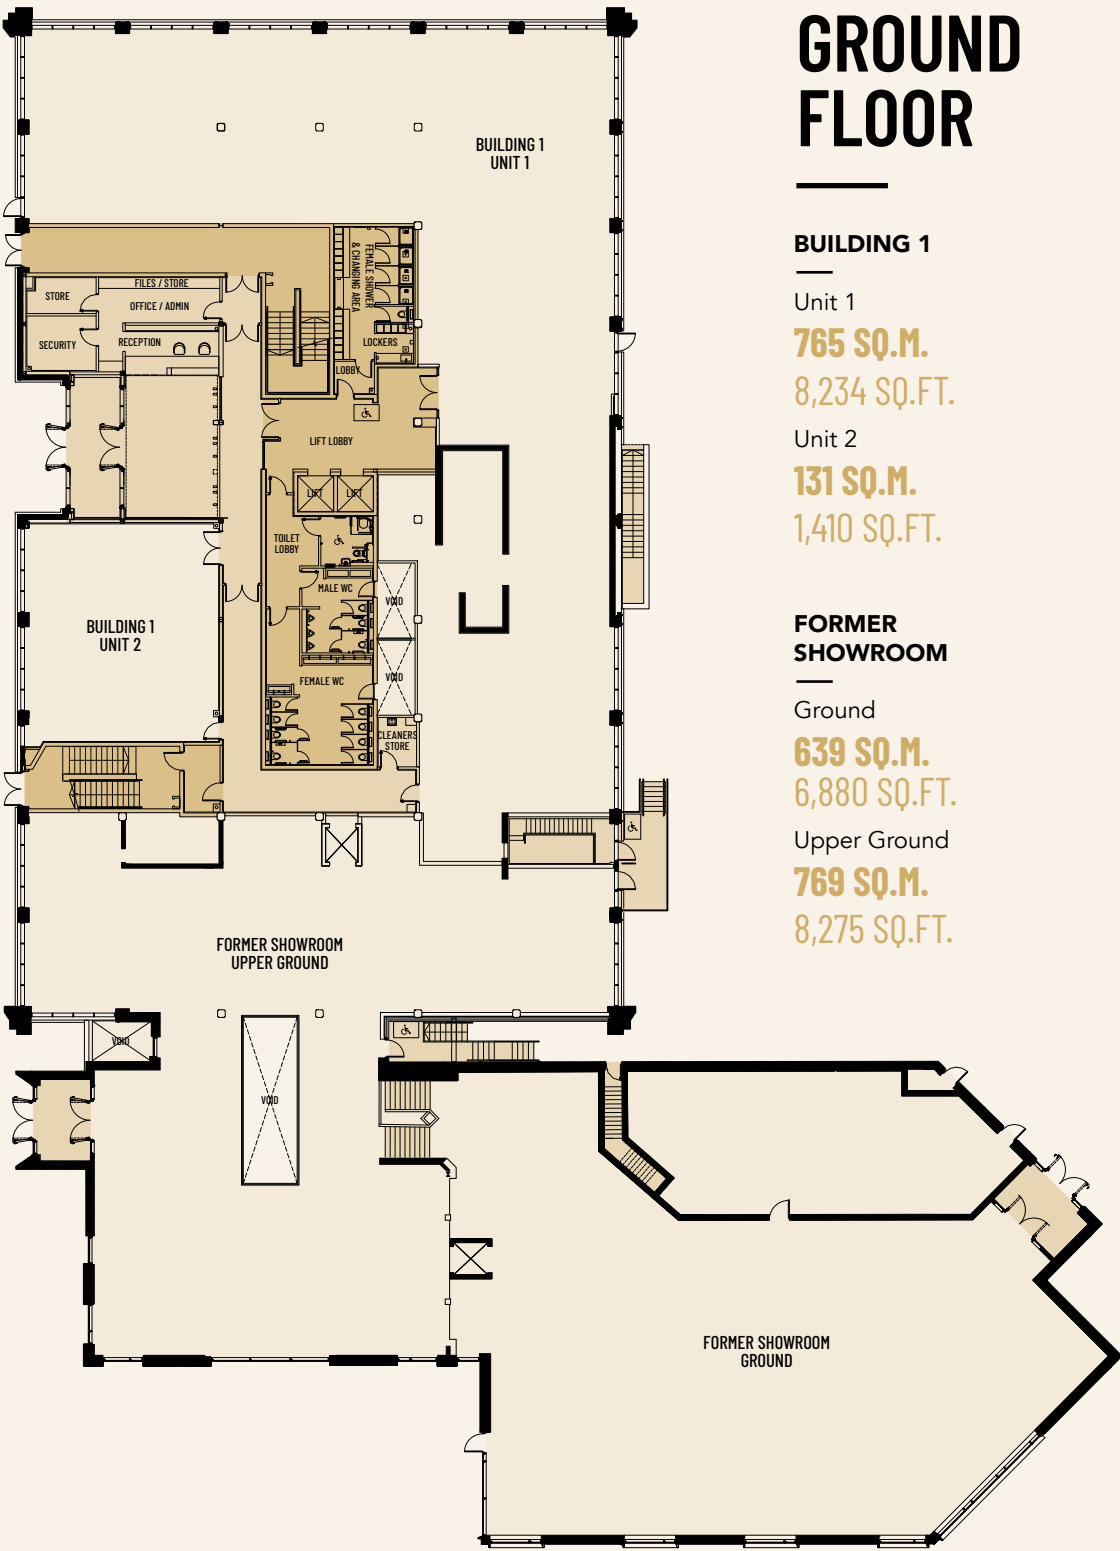 GROUND
FLOOR
BUILDING 1
Unit 1
765 SQ.M.
8,234 SQ.FT.
Unit 2
131 SQ.M.
1,410 SQ.FT.
FORMER
SHOWROOM
Ground
639 SQ.M.
6,880 SQ.FT.
Upper Ground
769 SQ.M.
8,275 SQ.FT.
BUILDING 1
UNIT 1
FEMALE SHOWER
& CHANGING AREA
FILES / STORE
STORE
OFFICE / ADMIN
SECURITY
RECEPTION
LOCKERS
LOBBY
LIFT LOBBY
LIFT
LIFT
TOILET
LOBBY
MALE WC
VOID
BUILDING 1
UNIT 2
VOID
FEMALE WC
CLEANERS
STORE
FORMER SHOWROOM
UPPER GROUND
VOID
VOID
FORMER SHOWROOM
GROUND